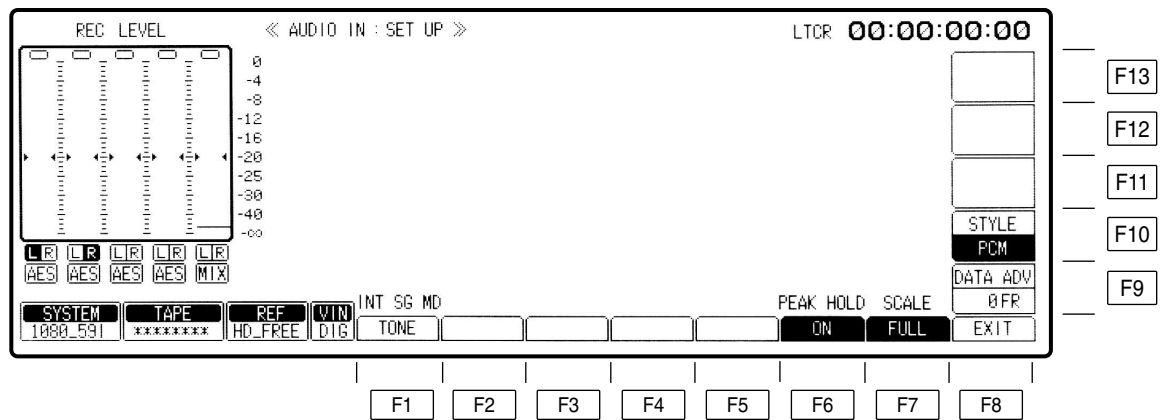 REC LEVEL
≪ AUDIO IN : SET UP ≫
LTCR 00:00:00:00
0
-4
-8
-12
-16
-20
-25
-30
-40
-∞
L R L R L R L R L R
AES AES AES AES MIX
SYSTEM TAPE REF VIN
1080_59I ******** HD_FREE DIG
INT SG MD
TONE
PEAK HOLD
ON
SCALE
FULL
STYLE
PCM
DATA ADV
0FR
EXIT
F13
F12
F11
F10
F9
F1 F2 F3 F4 F5 F6 F7 F8